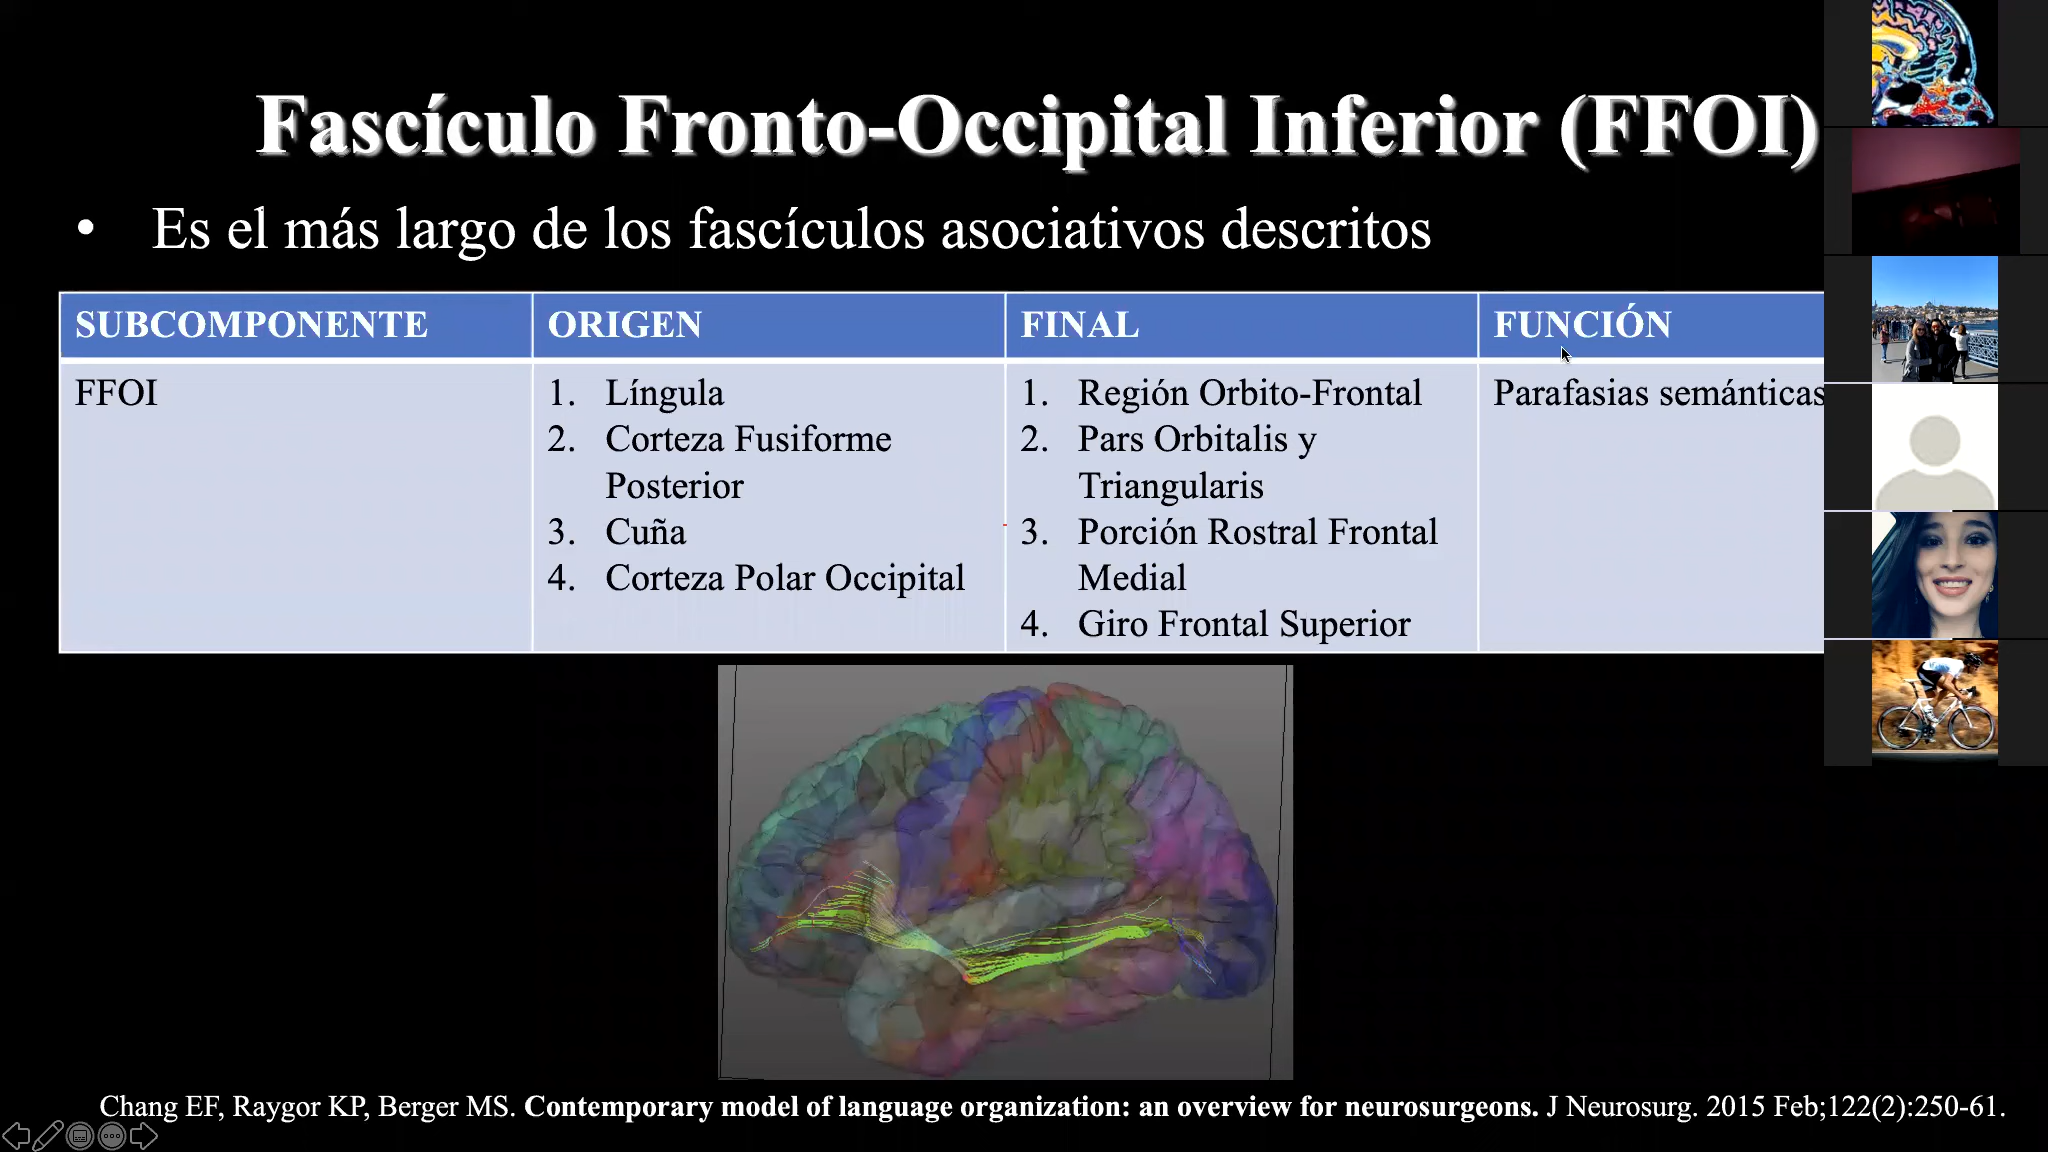 Fascículo Fronto-Occipital Inferior (FFOI)
• Es el más largo de los fascículos asociativos descritos
SUBCOMPONENTE ORIGEN FINAL FUNCIÓN
FFOI
1. Língula
2. Corteza Fusiforme
Posterior
3. Cuña
4. Corteza Polar Occipital
1. Región Orbito-Frontal
2. Pars Orbitalis y
Triangularis
3. Porción Rostral Frontal
Medial
4. Giro Frontal Superior
Parafasias semánticas
Chang EF, Raygor KP, Berger MS. Contemporary model of language organization: an overview for neurosurgeons. J Neurosurg. 2015 Feb;122(2):250-61.